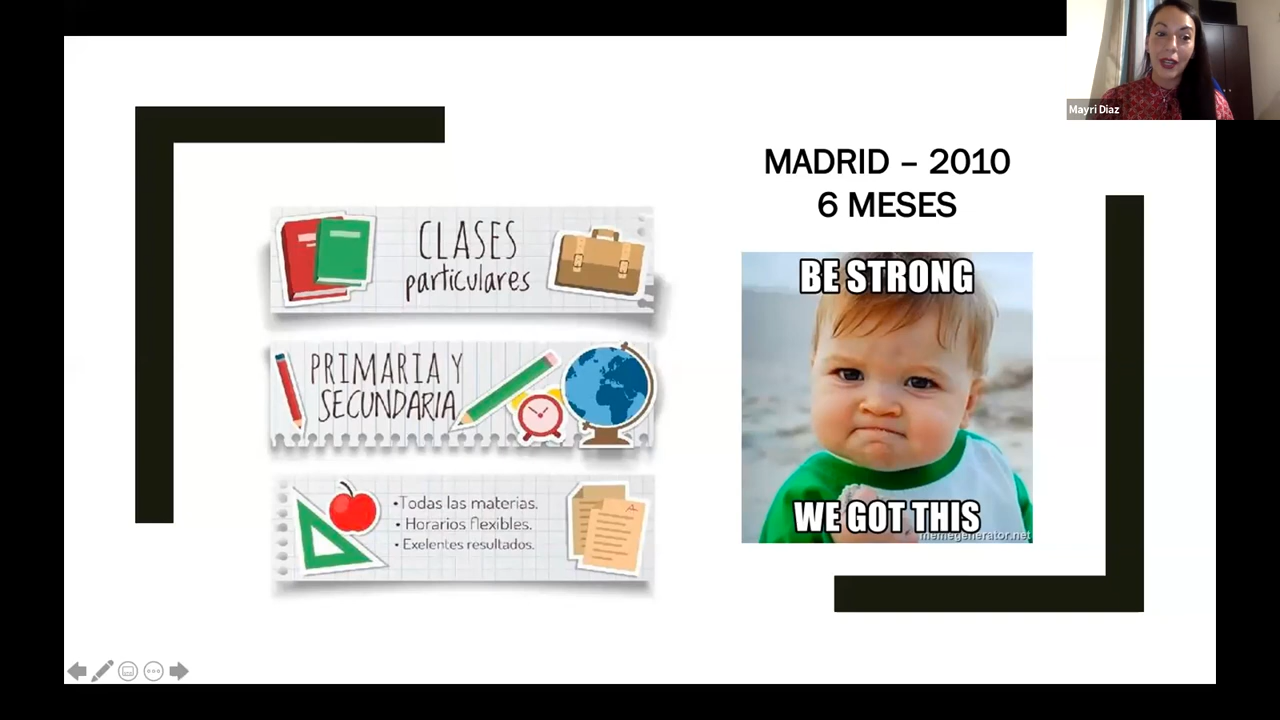 Mayri Diaz
MADRID – 2010
6 MESES
CLASES
particulares
PRIMARIA Y
SECUNDARIA
•Todas las materias.
• Horarios flexibles.
• Exelentes resultados.
BE STRONG
WE GOT THIS
memegenerator.net